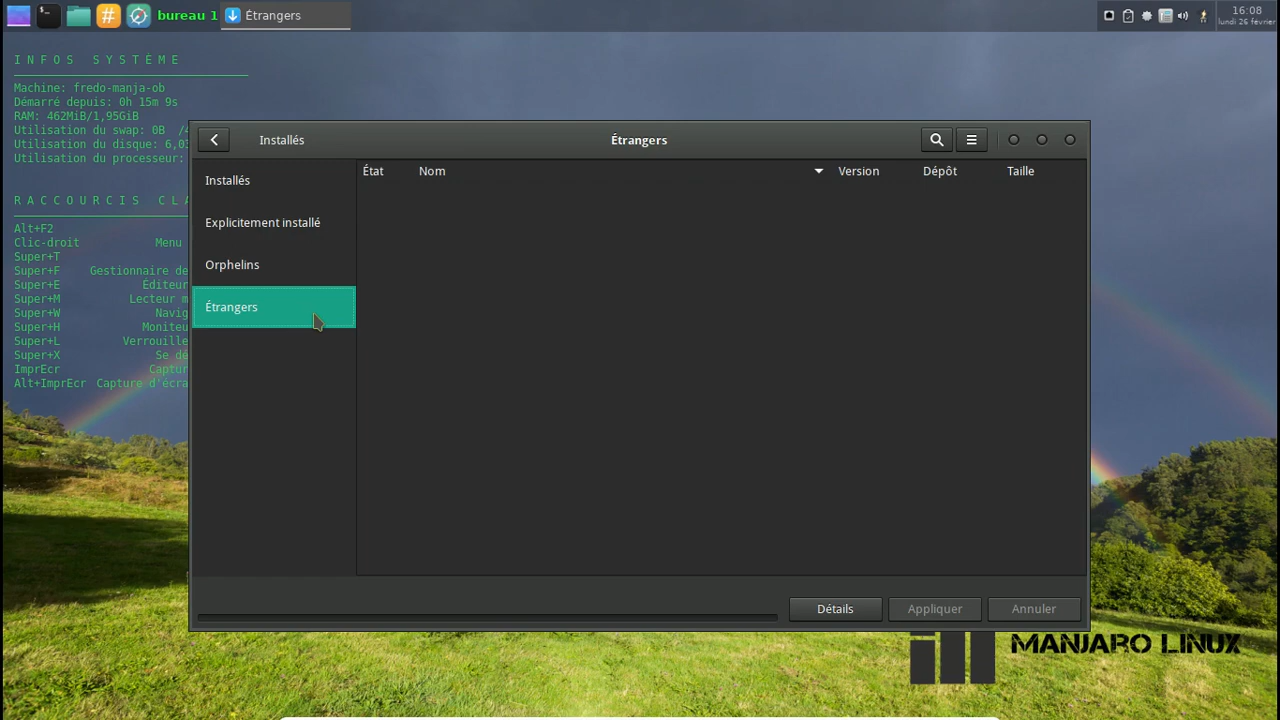 bureau 1
Étrangers
16:08
lundi 26 février
INFOS SYSTÈME
Machine: fredo-manja-ob
Démarré depuis: 0h 15m 9s
RAM: 462MiB/1,95GiB
Utilisation du swap: 0B /4
Utilisation du disque: 6,03
Utilisation du processeur:
RACCOURCIS CLA
Alt+F2
Clic-droit Menu
Super+T
Super+F Gestionnaire de
Super+E Éditeur
Super+M Lecteur m
Super+W Navig
Super+H Moniteu
Super+L Verrouille
Super+X Se dé
ImprEcr Captur
Alt+ImprEcr Capture d'écra
Installés
Étrangers
État Nom Version Dépôt Taille
Installés
Explicitement installé
Orphelins
Étrangers
Détails Appliquer Annuler
MANJARO LINUX